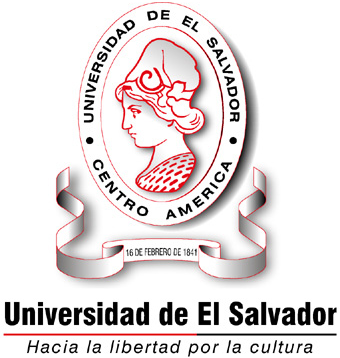 UNIVERSIDAD DE EL SALVADOR
CENTRO AMERICA
16 DE FEBRERO DE 1841
Universidad de El Salvador
Hacia la libertad por la cultura